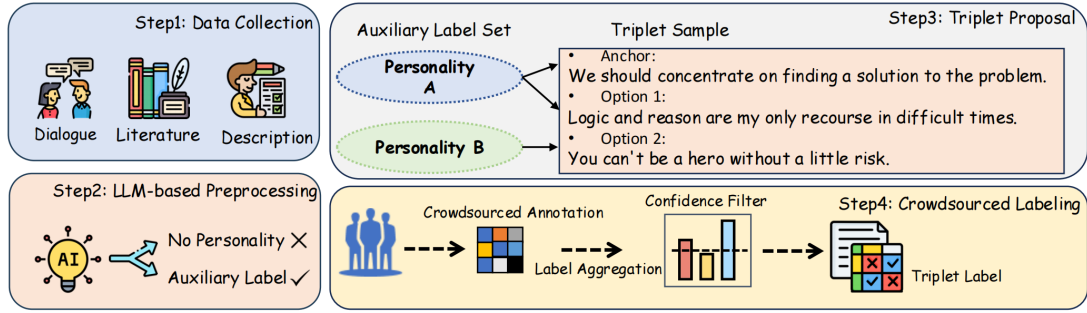 Step1: Data Collection
Dialogue
Literature
Description
Step2: LLM-based Preprocessing
AI
No Personality
Auxiliary Label
Step3: Triplet Proposal
Auxiliary Label Set
Triplet Sample
Personality
A
Personality B
• Anchor:
We should concentrate on finding a solution to the problem.
• Option 1:
Logic and reason are my only recourse in difficult times.
• Option 2:
You can't be a hero without a little risk.
Step4: Crowdsourced Labeling
Crowdsourced Annotation
Label Aggregation
Confidence Filter
Triplet Label